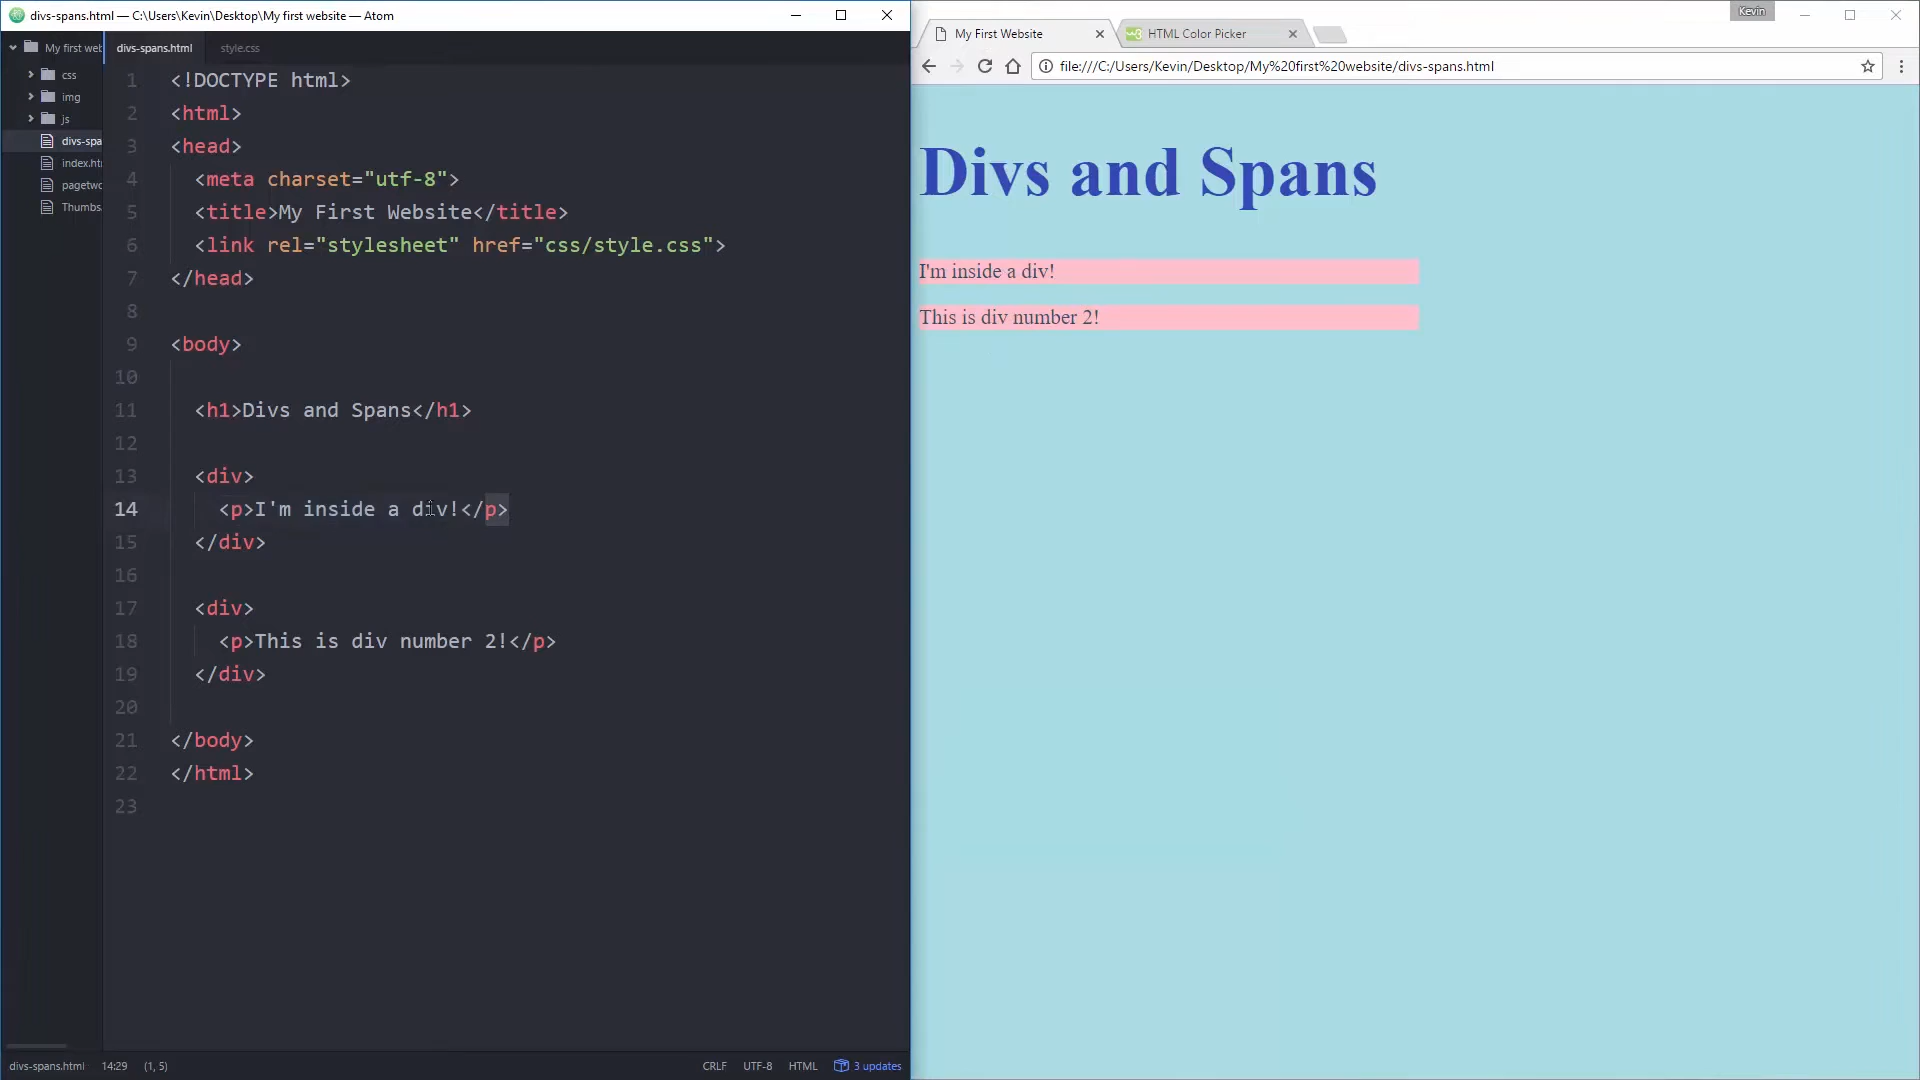 divs-spans.html — C:\Users\Kevin\Desktop\My first website — Atom
My first wel
css
img
js
divs-spa
index.ht
pagetwo
Thumbs.
divs-spans.html
style.css
1 <!DOCTYPE html>
2 <html>
3 <head>
4 <meta charset="utf-8">
5 <title>My First Website</title>
6 <link rel="stylesheet" href="css/style.css">
7 </head>
8
9 <body>
10
11 <h1>Divs and Spans</h1>
12
13 <div>
14 <p>I'm inside a div!</p>
15 </div>
16
17 <div>
18 <p>This is div number 2!</p>
19 </div>
20
21 </body>
22 </html>
23
divs-spans.html 14:29 (1, 5) CRLF UTF-8 HTML 3 updates
Kevin
My First Website
HTML Color Picker
file:///C:/Users/Kevin/Desktop/My%20first%20website/divs-spans.html
Divs and Spans
I'm inside a div!
This is div number 2!